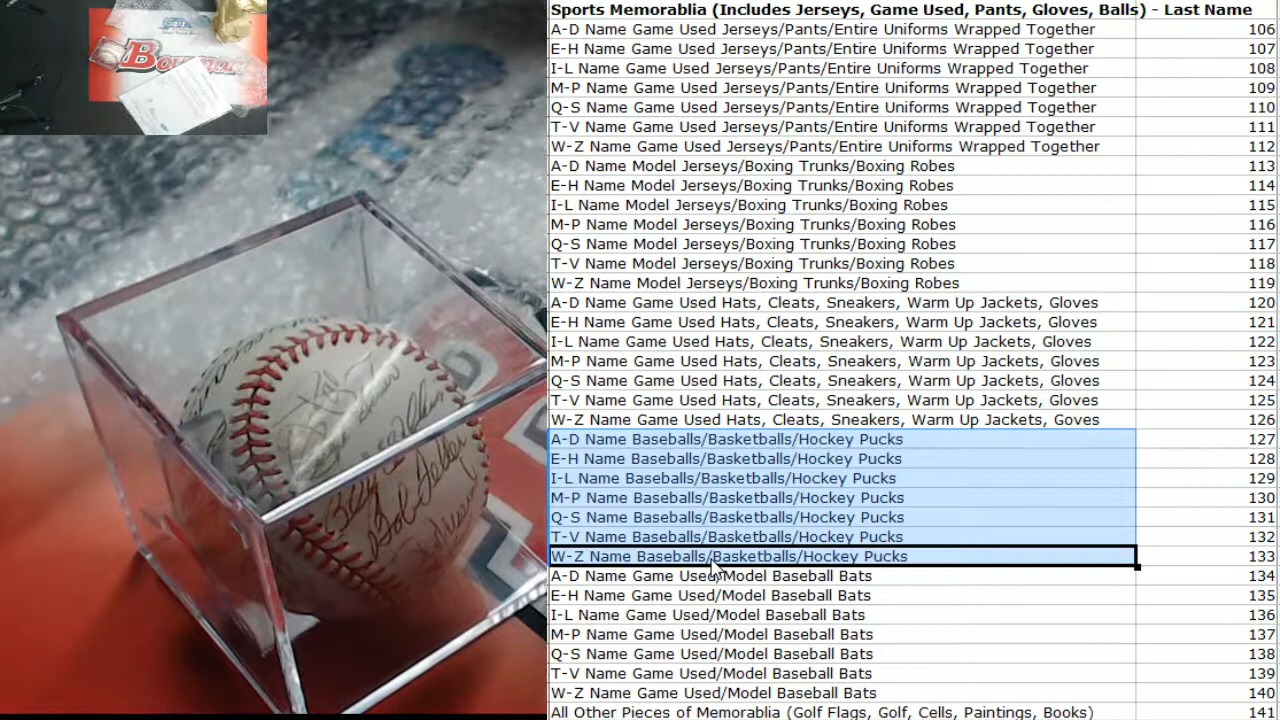 Bowman
Billy Williams
Bob Feller
Sports Memorablia (Includes Jerseys, Game Used, Pants, Gloves, Balls) - Last Name
A-D Name Game Used Jerseys/Pants/Entire Uniforms Wrapped Together 106
E-H Name Game Used Jerseys/Pants/Entire Uniforms Wrapped Together 107
I-L Name Game Used Jerseys/Pants/Entire Uniforms Wrapped Together 108
M-P Name Game Used Jerseys/Pants/Entire Uniforms Wrapped Together 109
Q-S Name Game Used Jerseys/Pants/Entire Uniforms Wrapped Together 110
T-V Name Game Used Jerseys/Pants/Entire Uniforms Wrapped Together 111
W-Z Name Game Used Jerseys/Pants/Entire Uniforms Wrapped Together 112
A-D Name Model Jerseys/Boxing Trunks/Boxing Robes 113
E-H Name Model Jerseys/Boxing Trunks/Boxing Robes 114
I-L Name Model Jerseys/Boxing Trunks/Boxing Robes 115
M-P Name Model Jerseys/Boxing Trunks/Boxing Robes 116
Q-S Name Model Jerseys/Boxing Trunks/Boxing Robes 117
T-V Name Model Jerseys/Boxing Trunks/Boxing Robes 118
W-Z Name Model Jerseys/Boxing Trunks/Boxing Robes 119
A-D Name Game Used Hats, Cleats, Sneakers, Warm Up Jackets, Gloves 120
E-H Name Game Used Hats, Cleats, Sneakers, Warm Up Jackets, Gloves 121
I-L Name Game Used Hats, Cleats, Sneakers, Warm Up Jackets, Gloves 122
M-P Name Game Used Hats, Cleats, Sneakers, Warm Up Jackets, Gloves 123
Q-S Name Game Used Hats, Cleats, Sneakers, Warm Up Jackets, Gloves 124
T-V Name Game Used Hats, Cleats, Sneakers, Warm Up Jackets, Gloves 125
W-Z Name Game Used Hats, Cleats, Sneakers, Warm Up Jackets, Goves 126
A-D Name Baseballs/Basketballs/Hockey Pucks 127
E-H Name Baseballs/Basketballs/Hockey Pucks 128
I-L Name Baseballs/Basketballs/Hockey Pucks 129
M-P Name Baseballs/Basketballs/Hockey Pucks 130
Q-S Name Baseballs/Basketballs/Hockey Pucks 131
T-V Name Baseballs/Basketballs/Hockey Pucks 132
W-Z Name Baseballs/Basketballs/Hockey Pucks 133
A-D Name Game Used/Model Baseball Bats 134
E-H Name Game Used/Model Baseball Bats 135
I-L Name Game Used/Model Baseball Bats 136
M-P Name Game Used/Model Baseball Bats 137
Q-S Name Game Used/Model Baseball Bats 138
T-V Name Game Used/Model Baseball Bats 139
W-Z Name Game Used/Model Baseball Bats 140
All Other Pieces of Memorablia (Golf Flags, Golf, Cells, Paintings, Books) 141